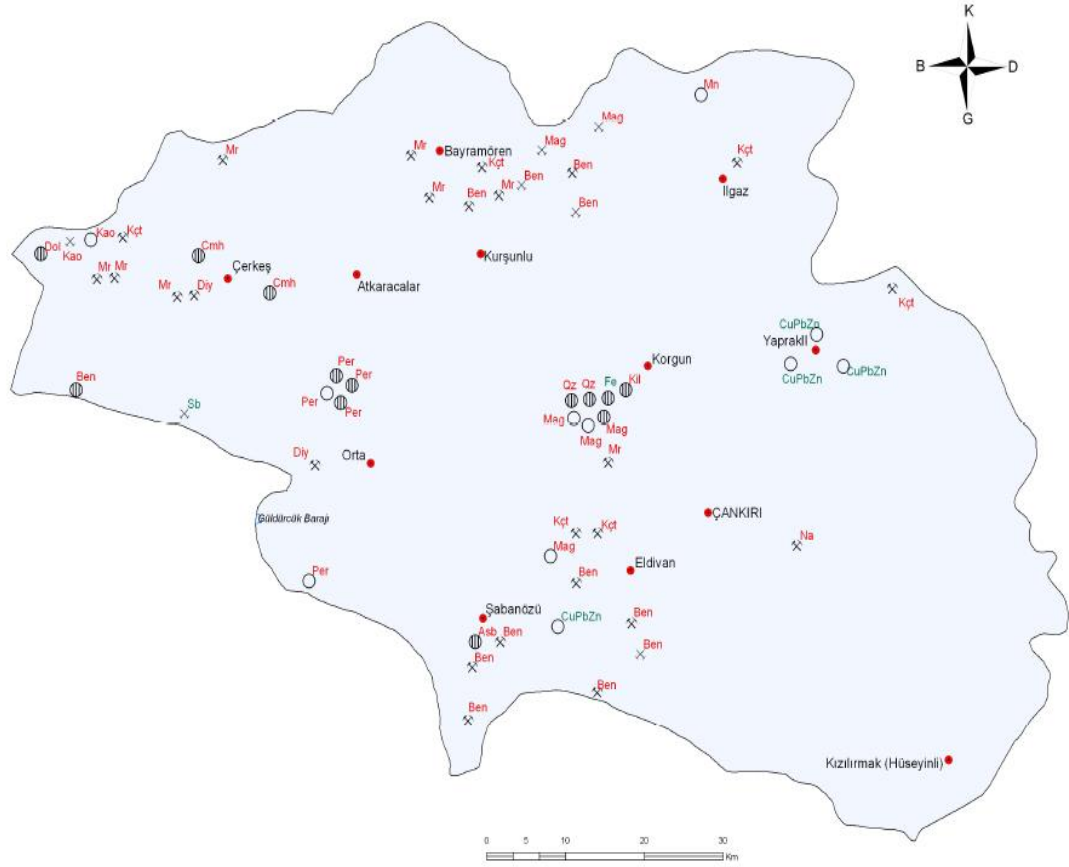 K
B D
G
Mn
Mag
Mr
Mr
Bayramören
Mag
Kçt
Kçt
Ben
Ben
Mr
Ilgaz
Mr
Ben
Ben
Kao
Kçt
Dol
Kao
Cmh
Kurşunlu
Mr
Mr
Çerkeş
Atkaracalar
Mr
Diy
Cmh
Kçt
CuPbZn
Yapraklı
CuPbZn
CuPbZn
Korgun
Per
Per
Per
Per
Ben
Sb
Qz
Qz
Fe
Kil
Mag
Mag
Mag
Mr
Diy
Orta
Güldürcük Barajı
ÇANKIRI
Kçt
Kçt
Na
Mag
Eldivan
Ben
Per
Şabanözü
CuPbZn
Ben
Asb
Ben
Ben
Ben
Ben
Ben
Kızılırmak (Hüseyinli)
0 5 10 20 30
Km